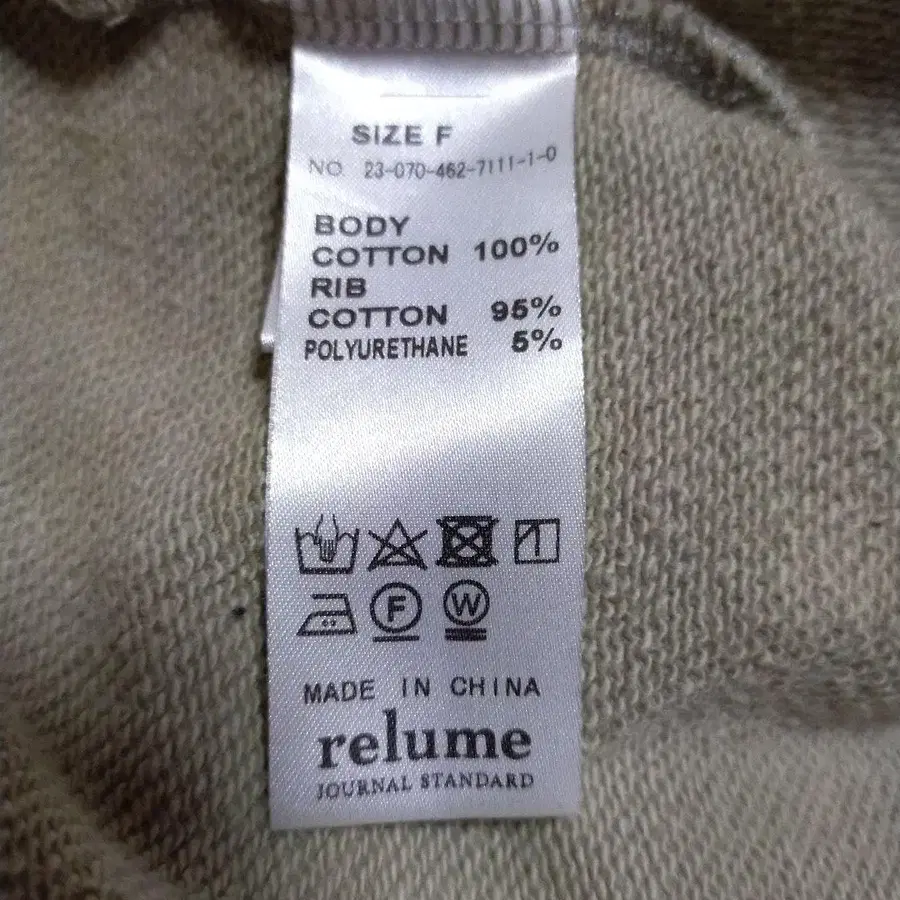 SIZE F
NO 23-070-462-7111-1-0
BODY
COTTON 100%
RIB
COTTON 95%
POLYURETHANE 5%
F W
MADE IN CHINA
relume
JOURNAL STANDARD